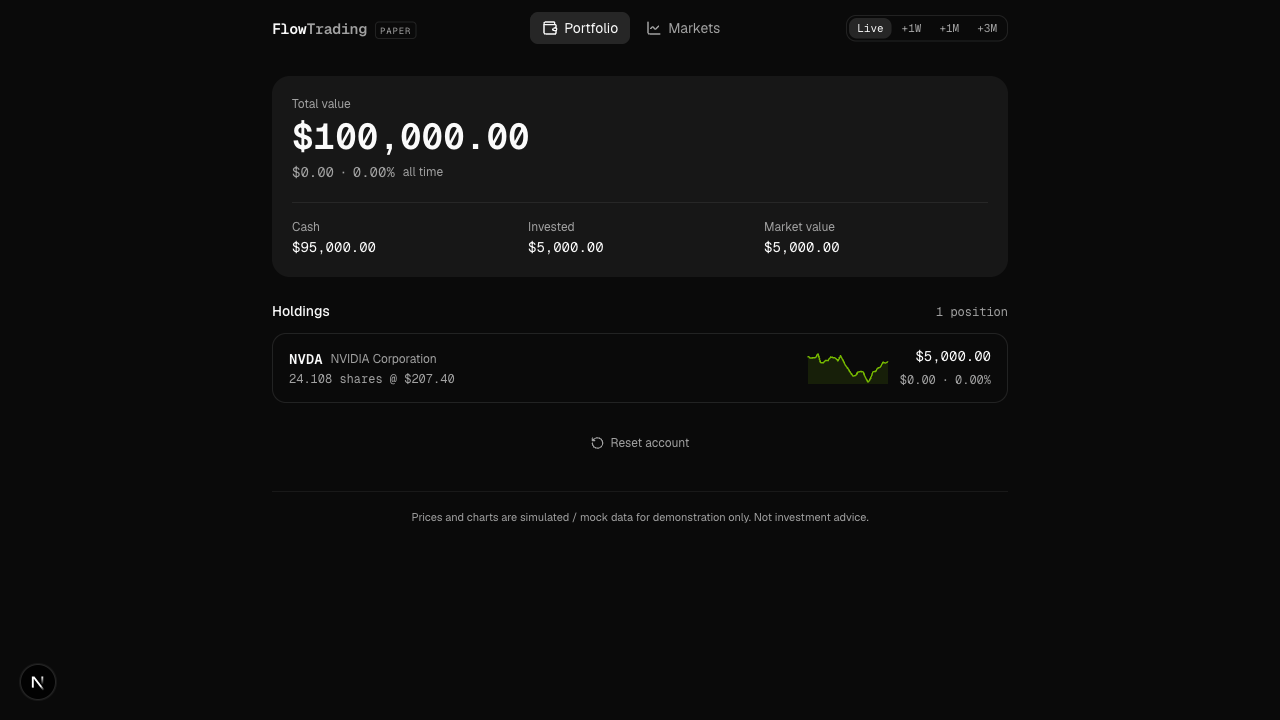 FlowTrading PAPER
Portfolio
Markets
Live +1W +1M +3M
Total value
$100,000.00
$0.00 · 0.00% all time
Cash
$95,000.00
Invested
$5,000.00
Market value
$5,000.00
Holdings
1 position
NVDA NVIDIA Corporation
24.108 shares @ $207.40
$5,000.00
$0.00 · 0.00%
Reset account
Prices and charts are simulated / mock data for demonstration only. Not investment advice.
N